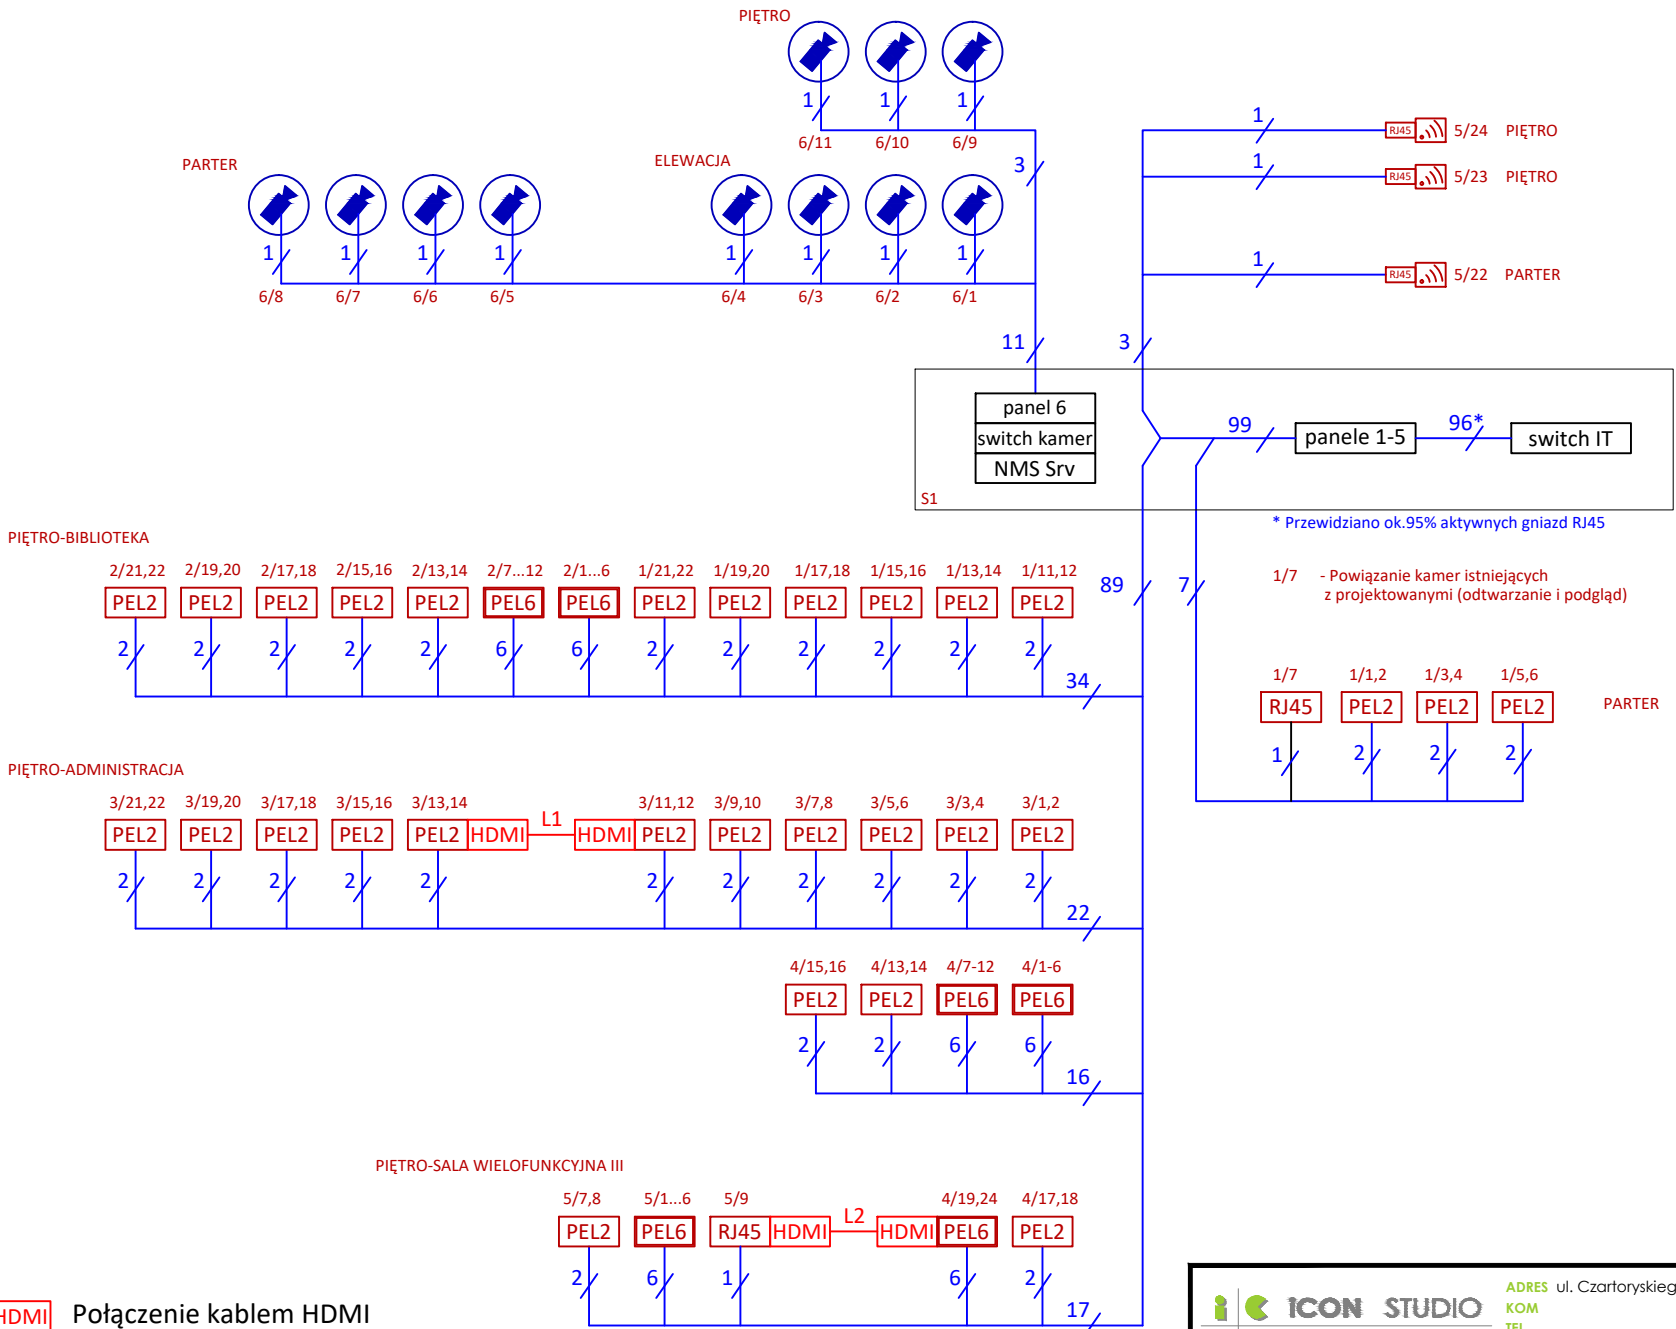 PIĘTRO
1 1 1
6/11 6/10 6/9
3
PARTER
ELEWACJA
1 1 1 1 1 1 1 1
6/8 6/7 6/6 6/5 6/4 6/3 6/2 6/1
11
1 RJ45 5/24 PIĘTRO
1 RJ45 5/23 PIĘTRO
1 RJ45 5/22 PARTER
3
panel 6
switch kamer
NMS Srv
S1
99 panele 1-5 96* switch IT
* Przewidziano ok.95% aktywnych gniazd RJ45
PIĘTRO-BIBLIOTEKA
2/21,22 2/19,20 2/17,18 2/15,16 2/13,14 2/7...12 2/1...6 1/21,22 1/19,20 1/17,18 1/15,16 1/13,14 1/11,12
PEL2 PEL2 PEL2 PEL2 PEL2 PEL6 PEL6 PEL2 PEL2 PEL2 PEL2 PEL2 PEL2
2 2 2 2 2 6 6 2 2 2 2 2 2
34
89 7
1/7 - Powiązanie kamer istniejących
z projektowanymi (odtwarzanie i podgląd)
1/7 1/1,2 1/3,4 1/5,6
RJ45 PEL2 PEL2 PEL2 PARTER
1 2 2 2
PIĘTRO-ADMINISTRACJA
3/21,22 3/19,20 3/17,18 3/15,16 3/13,14 3/11,12 3/9,10 3/7,8 3/5,6 3/3,4 3/1,2
PEL2 PEL2 PEL2 PEL2 PEL2 HDMI L1 HDMI PEL2 PEL2 PEL2 PEL2 PEL2 PEL2
2 2 2 2 2 2 2 2 2 2 2
22
4/15,16 4/13,14 4/7-12 4/1-6
PEL2 PEL2 PEL6 PEL6
2 2 6 6
16
PIĘTRO-SALA WIELOFUNKCYJNA III
5/7,8 5/1...6 5/9 4/19,24 4/17,18
PEL2 PEL6 RJ45 HDMI L2 HDMI PEL6 PEL2
2 6 1 6 2
17
HDMI Połączenie kablem HDMI
iC iCON STUDIO
ADRES ul. Czartoryskieg
KOM
TEL